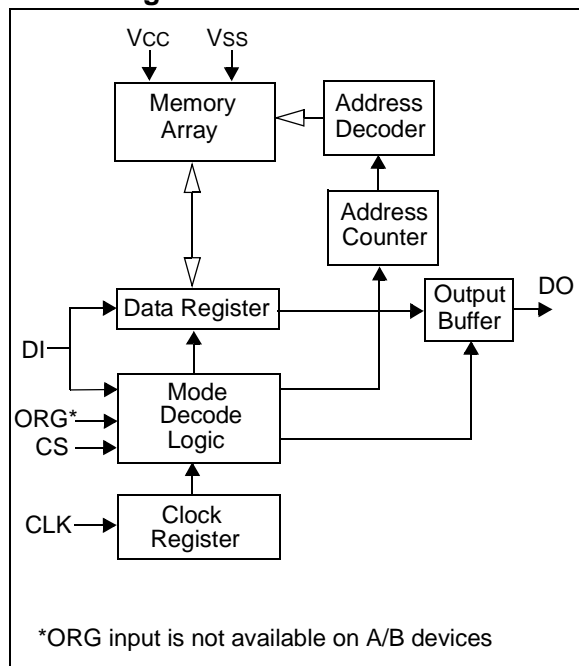 VCC VSS
Memory
Array
Address
Decoder
Address
Counter
Data Register
Output
Buffer
DO
DI
Mode
Decode
Logic
ORG*
CS
CLK
Clock
Register
*ORG input is not available on A/B devices